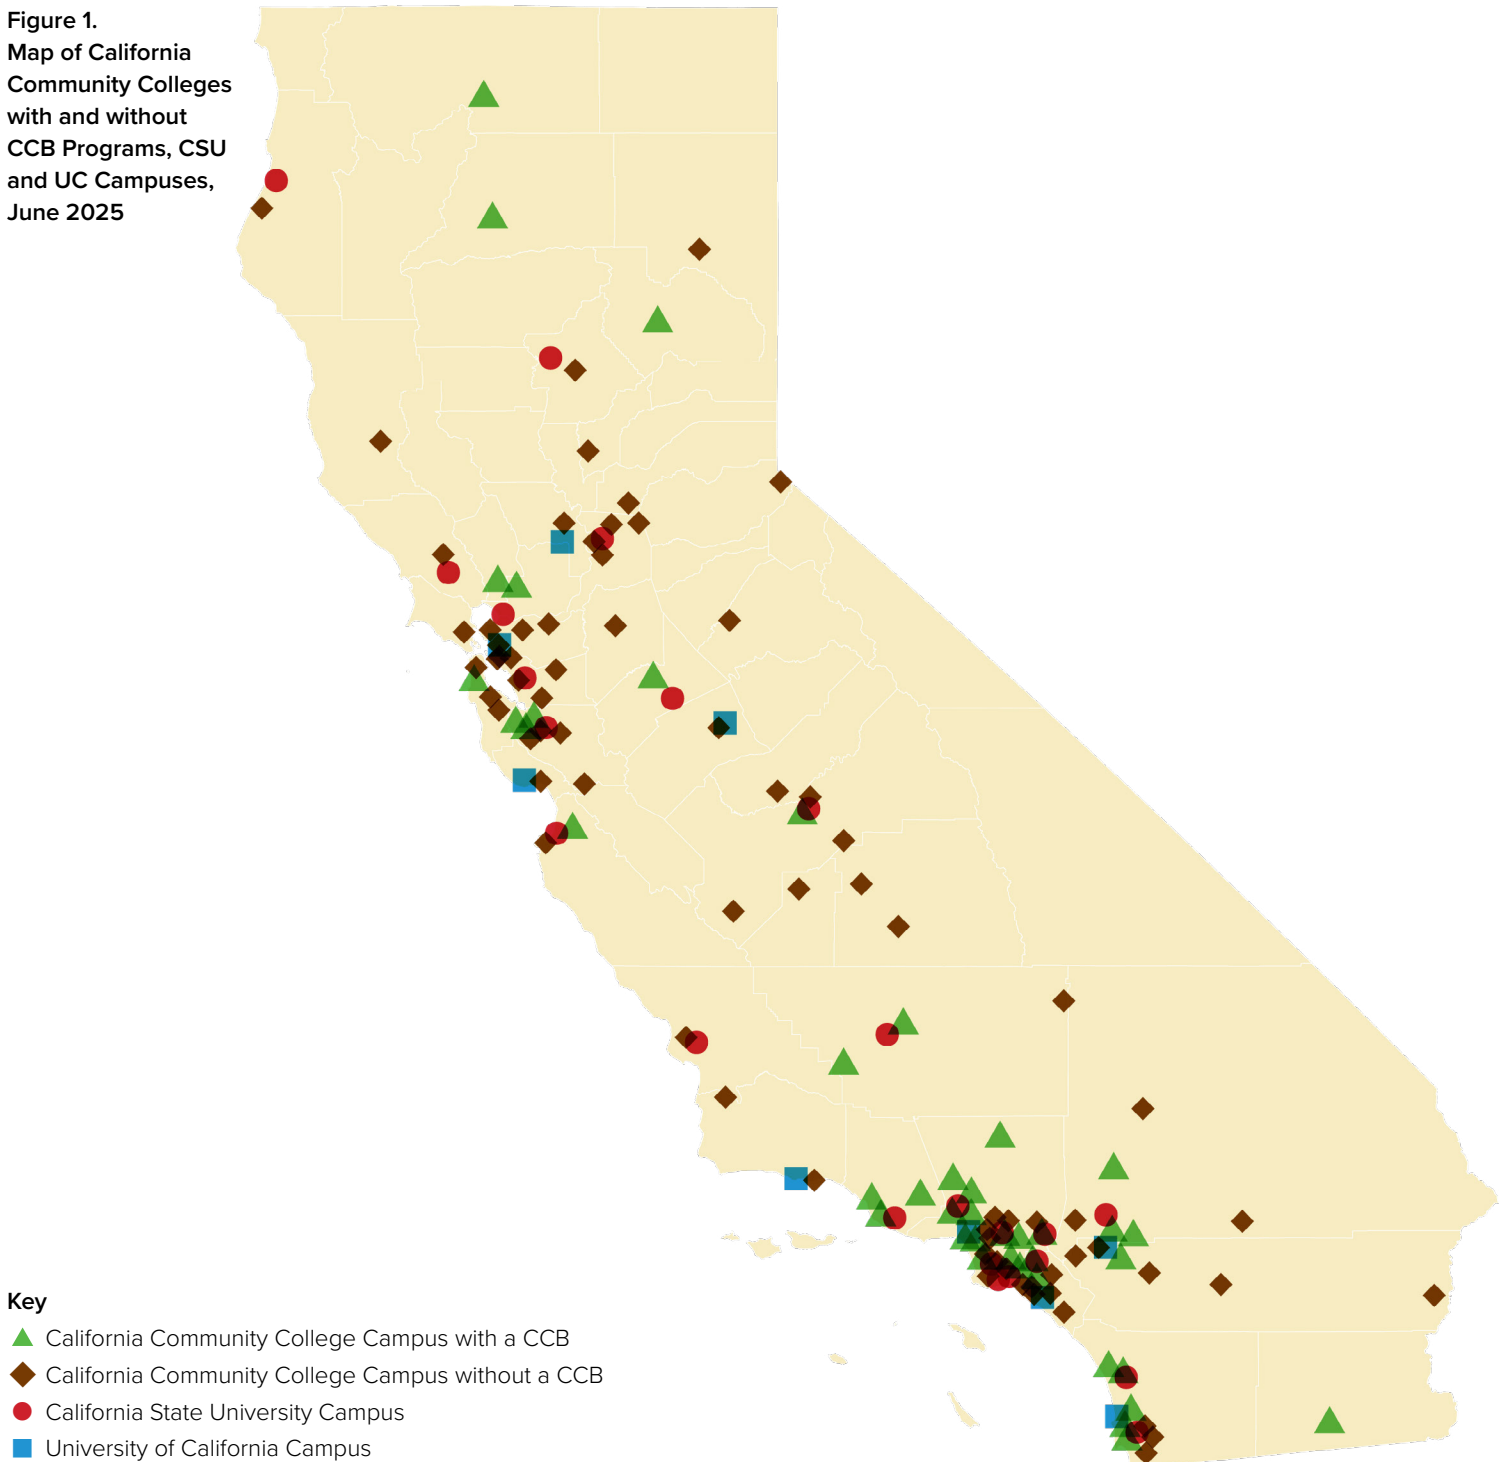 Figure 1.
Map of California
Community Colleges
with and without
CCB Programs, CSU
and UC Campuses,
June 2025
Key
California Community College Campus with a CCB
California Community College Campus without a CCB
California State University Campus
University of California Campus